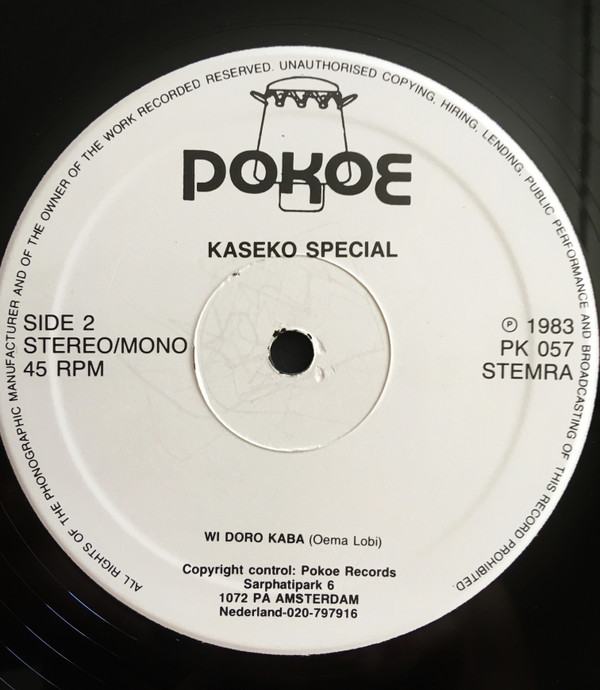 ALL RIGHTS OF THE PHONOGRAPHIC MANUFACTURER AND OF THE OWNER OF THE WORK RECORDED RESERVED. UNAUTHORISED COPYING, HIRING, LENDING, PUBLIC PERFORMANCE AND BROADCASTING OF THIS RECORD PROHIBITED.
POKOE
KASEKO SPECIAL
SIDE 2
STEREO/MONO
45 RPM
℗ 1983
PK 057
STEMRA
WI DORO KABA (Oema Lobi)
Copyright control: Pokoe Records
Sarphatipark 6
1072 PA AMSTERDAM
Nederland-020-797916